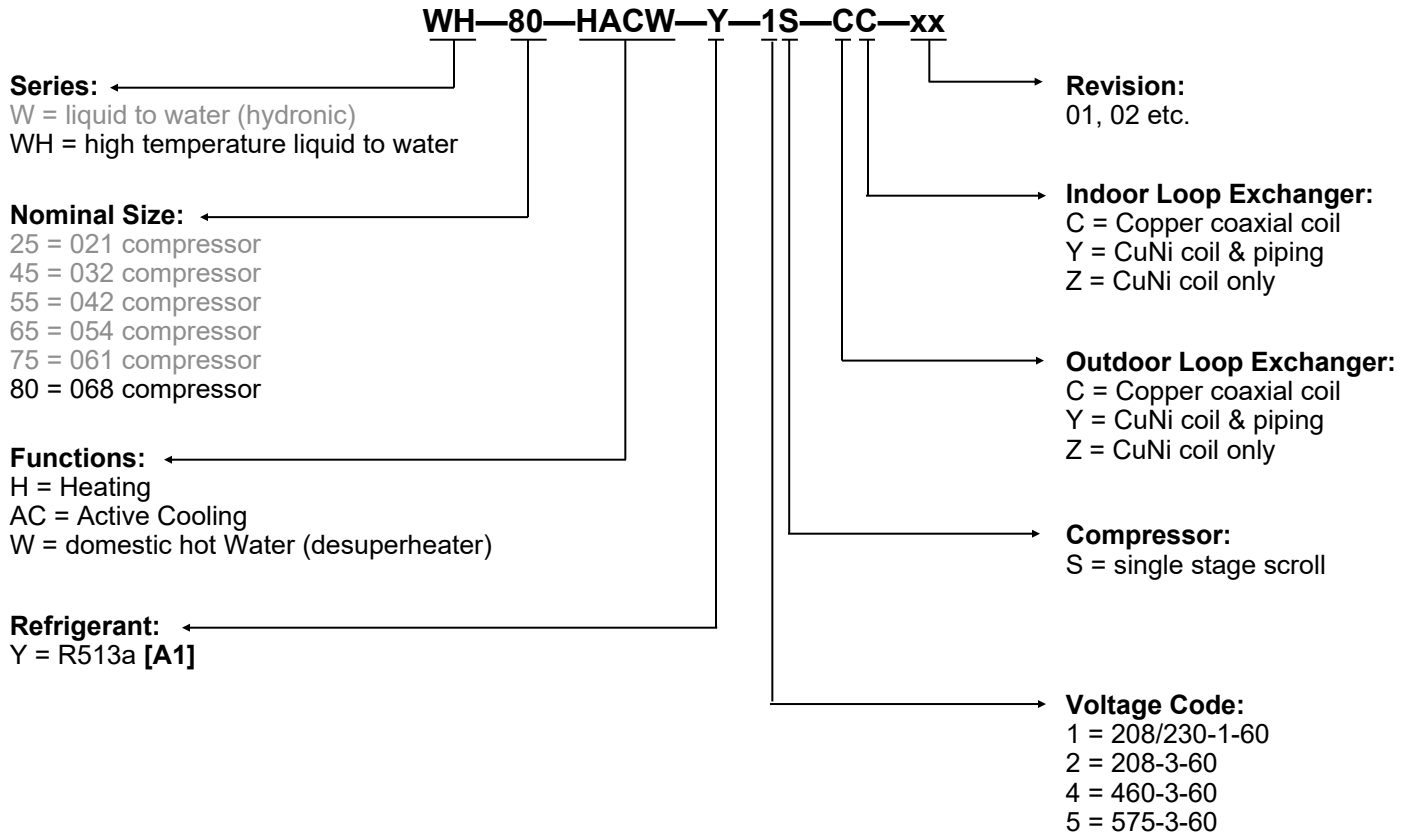 WH—80—HACW—Y—1S—CC—xx
Series:
W = liquid to water (hydronic)
WH = high temperature liquid to water
Nominal Size:
25 = 021 compressor
45 = 032 compressor
55 = 042 compressor
65 = 054 compressor
75 = 061 compressor
80 = 068 compressor
Functions:
H = Heating
AC = Active Cooling
W = domestic hot Water (desuperheater)
Refrigerant:
Y = R513a [A1]
Revision:
01, 02 etc.
Indoor Loop Exchanger:
C = Copper coaxial coil
Y = CuNi coil & piping
Z = CuNi coil only
Outdoor Loop Exchanger:
C = Copper coaxial coil
Y = CuNi coil & piping
Z = CuNi coil only
Compressor:
S = single stage scroll
Voltage Code:
1 = 208/230-1-60
2 = 208-3-60
4 = 460-3-60
5 = 575-3-60